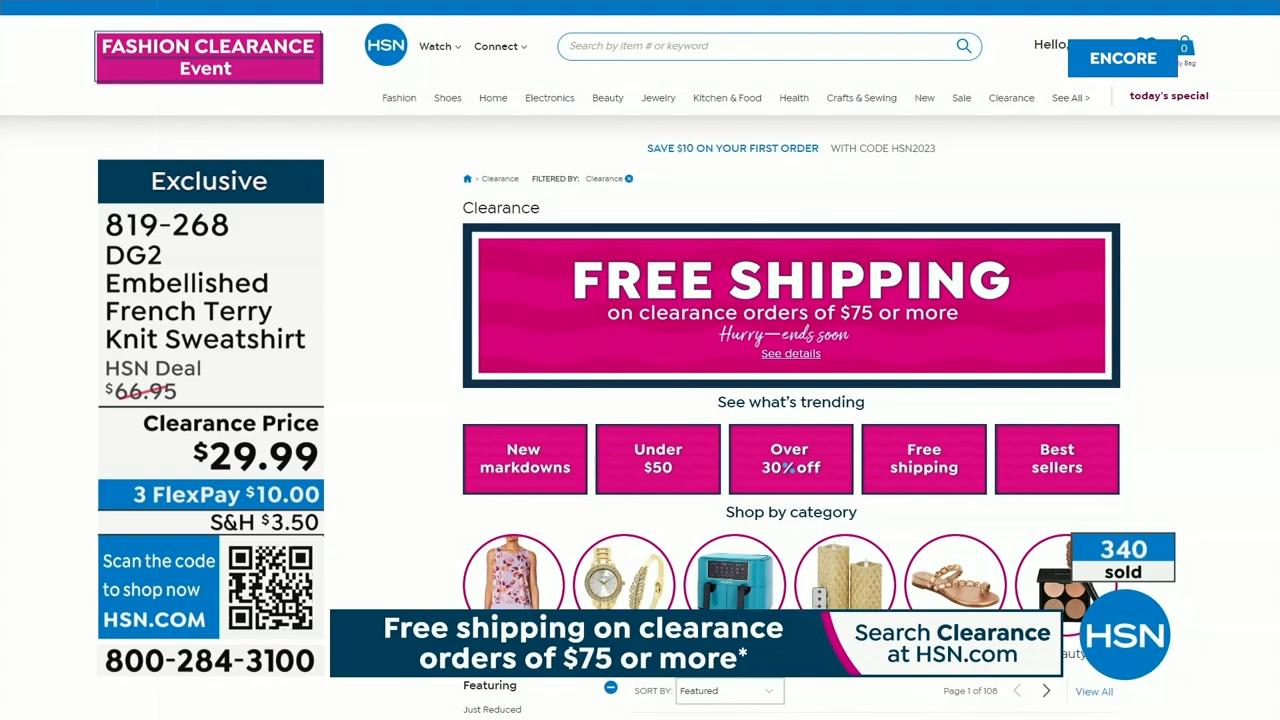 FASHION CLEARANCE
Event
HSN
Watch
Connect
Search by item # or keyword
Hello,
0
ENCORE
Fashion
Shoes
Home
Electronics
Beauty
Jewelry
Kitchen & Food
Health
Crafts & Sewing
New
Sale
Clearance
See All >
today's special
SAVE $10 ON YOUR FIRST ORDER WITH CODE HSN2023
> Clearance FILTERED BY: Clearance
Clearance
FREE SHIPPING
on clearance orders of $75 or more
Hurry—ends soon
See details
See what's trending
New
markdowns
Under
$50
Over
30% off
Free
shipping
Best
sellers
Shop by category
Exclusive
819-268
DG2
Embellished
French Terry
Knit Sweatshirt
HSN Deal
$66.95
Clearance Price
$29.99
3 FlexPay $10.00
S&H $3.50
Scan the code
to shop now
HSN.COM
800-284-3100
340
sold
Free shipping on clearance
orders of $75 or more*
Search Clearance
at HSN.com
HSN
Featuring
Just Reduced
SORT BY: Featured
Page 1 of 108
View All